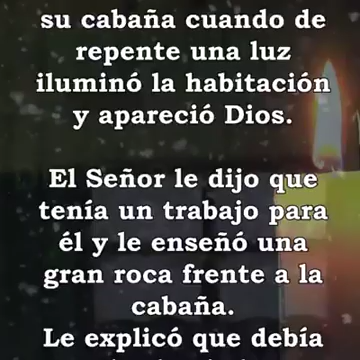 su cabaña cuando de
repente una luz
iluminó la habitación
y apareció Dios.
El Señor le dijo que
tenía un trabajo para
él y le enseñó una
gran roca frente a la
cabaña.
Le explicó que debía